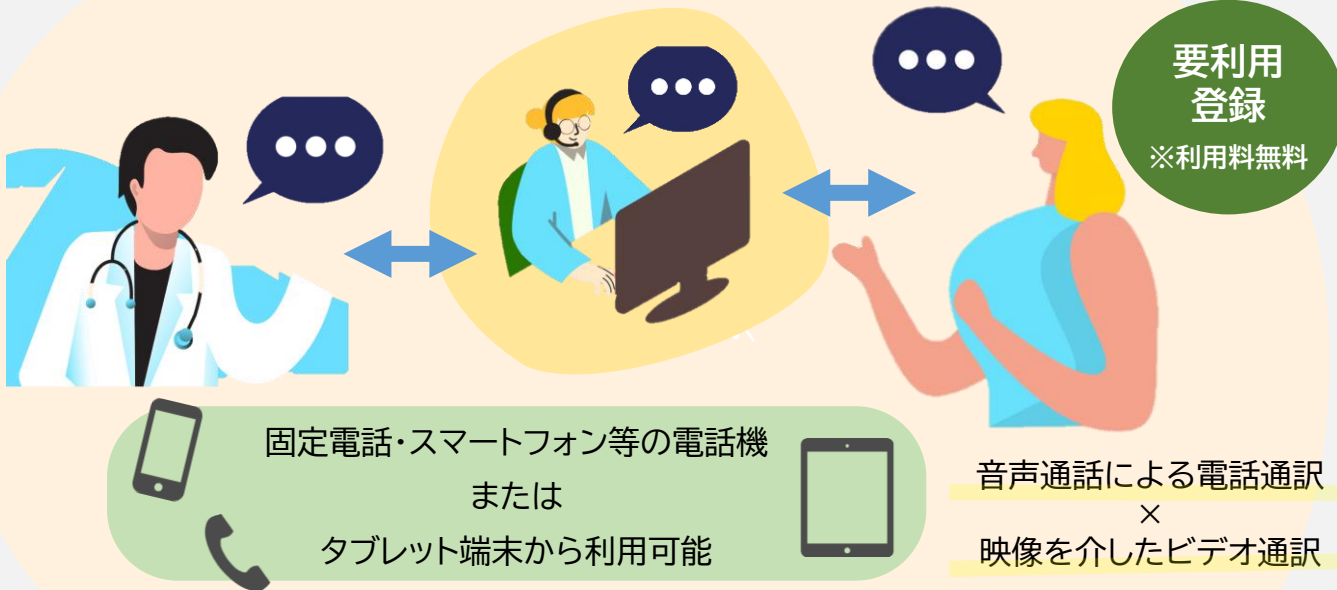 要利用
登録
※利用料無料
固定電話・スマートフォン等の電話機
または
タブレット端末から利用可能
音声通話による電話通訳
×
映像を介したビデオ通訳